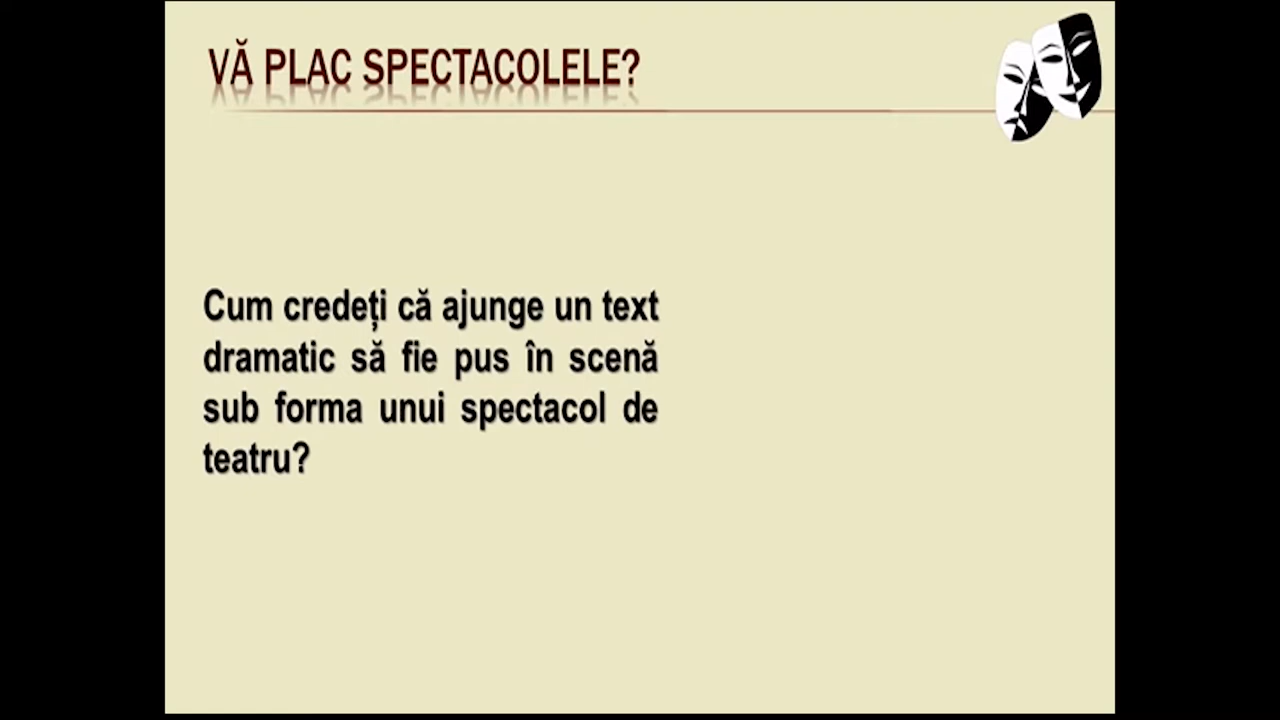 VĂ PLAC SPECTACOLELE?
Cum credeți că ajunge un text
dramatic să fie pus în scenă
sub forma unui spectacol de
teatru?